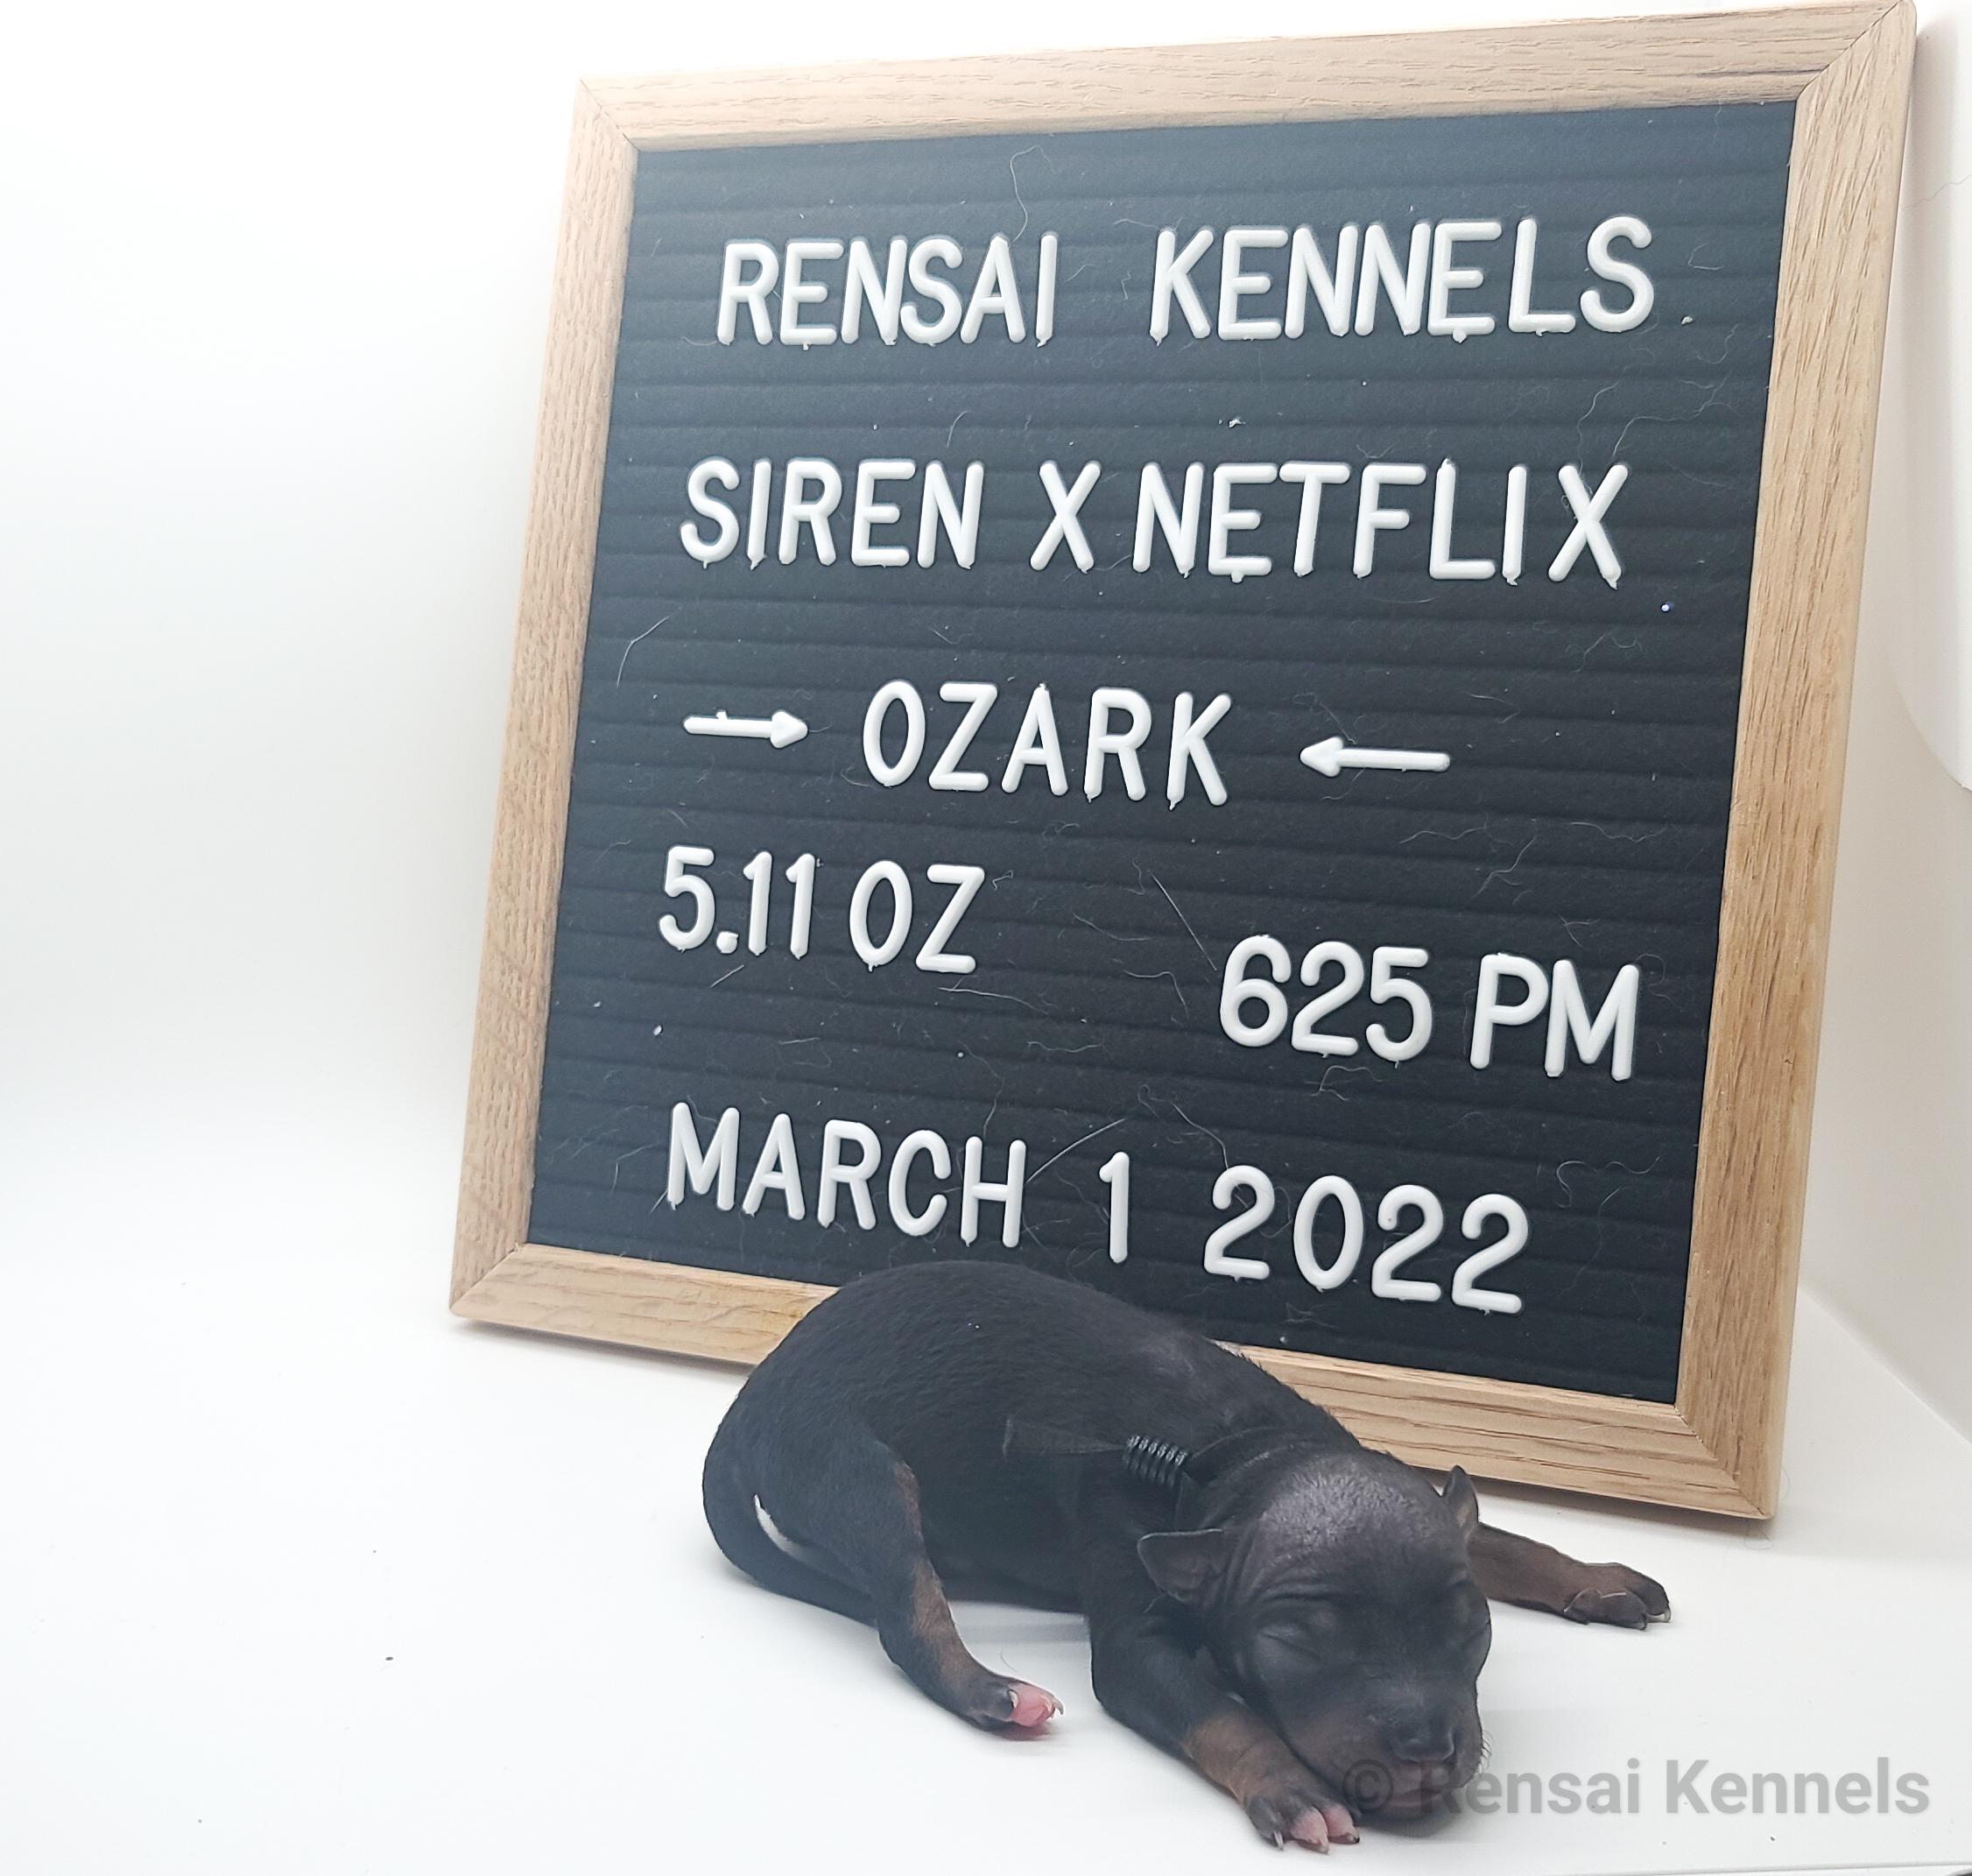 RENSAI KENNELS
SIREN X NETFLIX
→ OZARK ←
5.11 OZ
625 PM
MARCH 1 2022
© Rensai Kennels